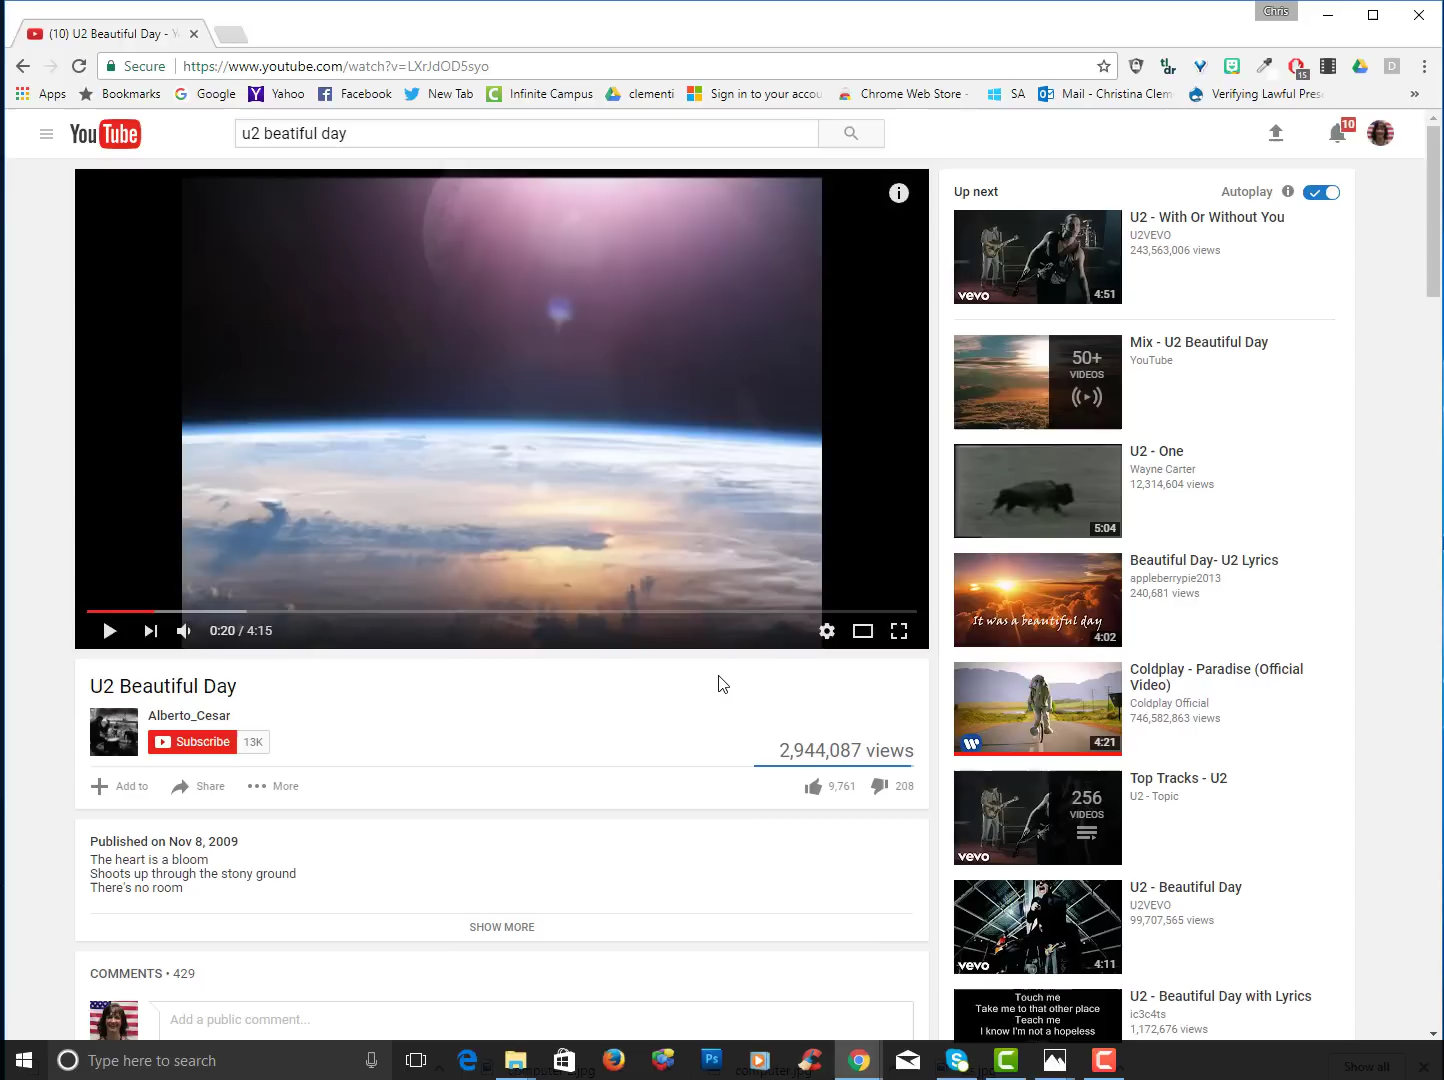 Chris
(10) U2 Beautiful Day -
Secure
https://www.youtube.com/watch?v=LXrJdOD5syo
tl;dr
15
D
Apps
Bookmarks
Google
Yahoo
Facebook
New Tab
Infinite Campus
clementi
Sign in to your accou
Chrome Web Store -
SA
Mail - Christina Clem
Verifying Lawful Pres
»
YouTube
u2 beatiful day
10
0:20 / 4:15
U2 Beautiful Day
Alberto_Cesar
Subscribe
13K
2,944,087 views
Add to
Share
More
9,761
208
Published on Nov 8, 2009
The heart is a bloom
Shoots up through the stony ground
There's no room
SHOW MORE
COMMENTS • 429
Add a public comment...
Up next
Autoplay
U2 - With Or Without You
U2VEVO
243,563,006 views
vevo
4:51
Mix - U2 Beautiful Day
YouTube
50+
VIDEOS
U2 - One
Wayne Carter
12,314,604 views
5:04
Beautiful Day- U2 Lyrics
appleberrypie2013
240,681 views
It was a beautiful day
4:02
Coldplay - Paradise (Official
Video)
Coldplay Official
746,582,863 views
4:21
Top Tracks - U2
U2 - Topic
256
VIDEOS
vevo
U2 - Beautiful Day
U2VEVO
99,707,565 views
vevo
4:11
U2 - Beautiful Day with Lyrics
ic3c4ts
1,172,676 views
Touch me
Take me to that other place
Teach me
I know I'm not a hopeless
Type here to search
Show all